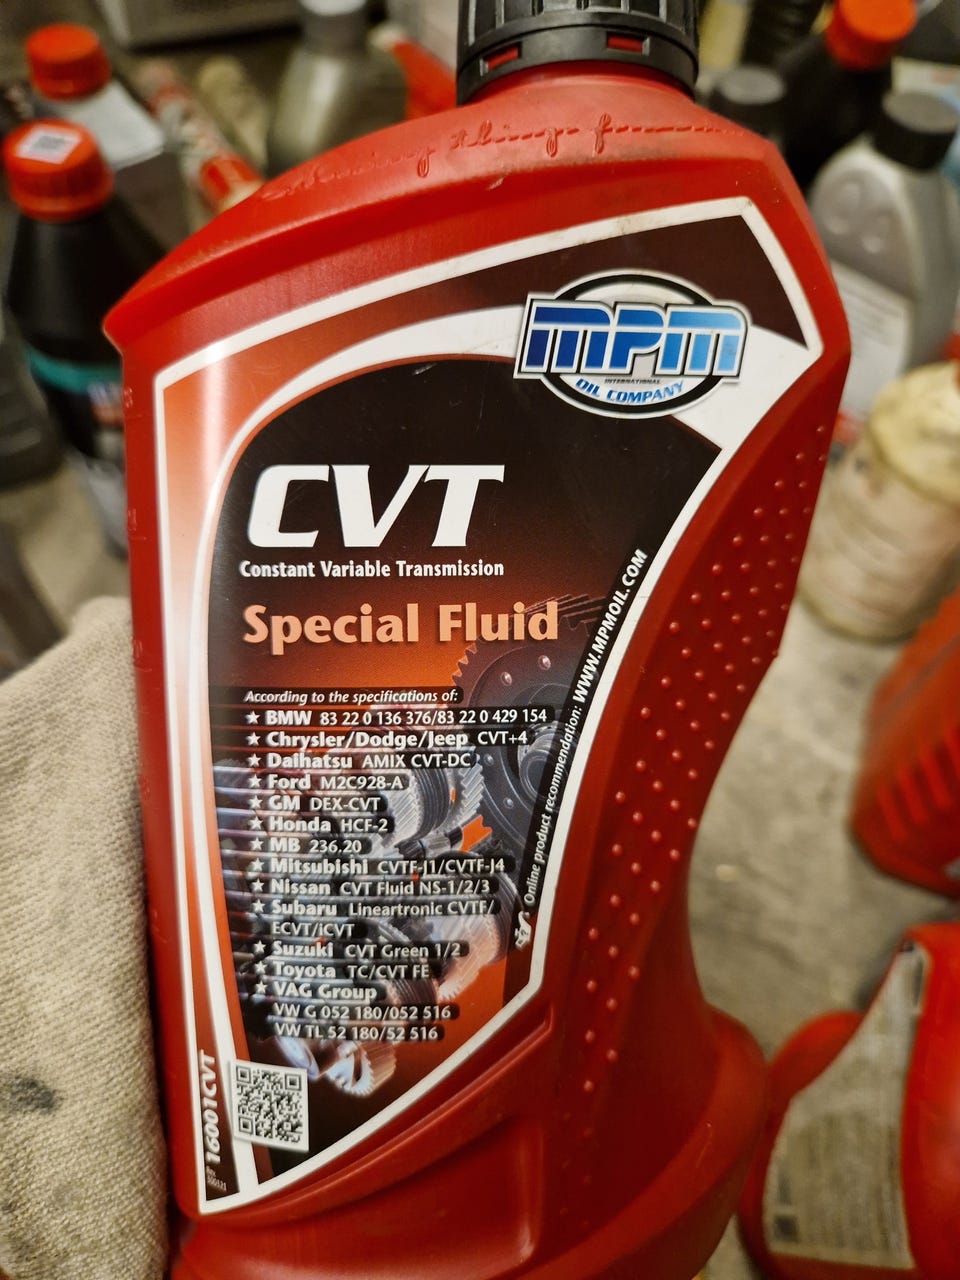 MPM
INTERNATIONAL
OIL COMPANY
CVT
Constant Variable Transmission
Special Fluid
According to the specifications of:
★ BMW 83 22 0 136 376/83 22 0 429 154
★ Chrysler/Dodge/Jeep CVT+4
★ Daihatsu AMIX CVT-DC
★ Ford M2C928-A
★ GM DEX-CVT
★ Honda HCF-2
★ MB 236.20
★ Mitsubishi CVTF-J1/CVTF-J4
★ Nissan CVT Fluid NS-1/2/3
★ Subaru Lineartronic CVTF/
ECVT/iCVT
★ Suzuki CVT Green 1/2
★ Toyota TC/CVT FE
★ VAG Group
VW G 052 180/052 516
VW TL 52 180/52 516
Online product recommendation: WWW.MPMOIL.COM
16001CVT